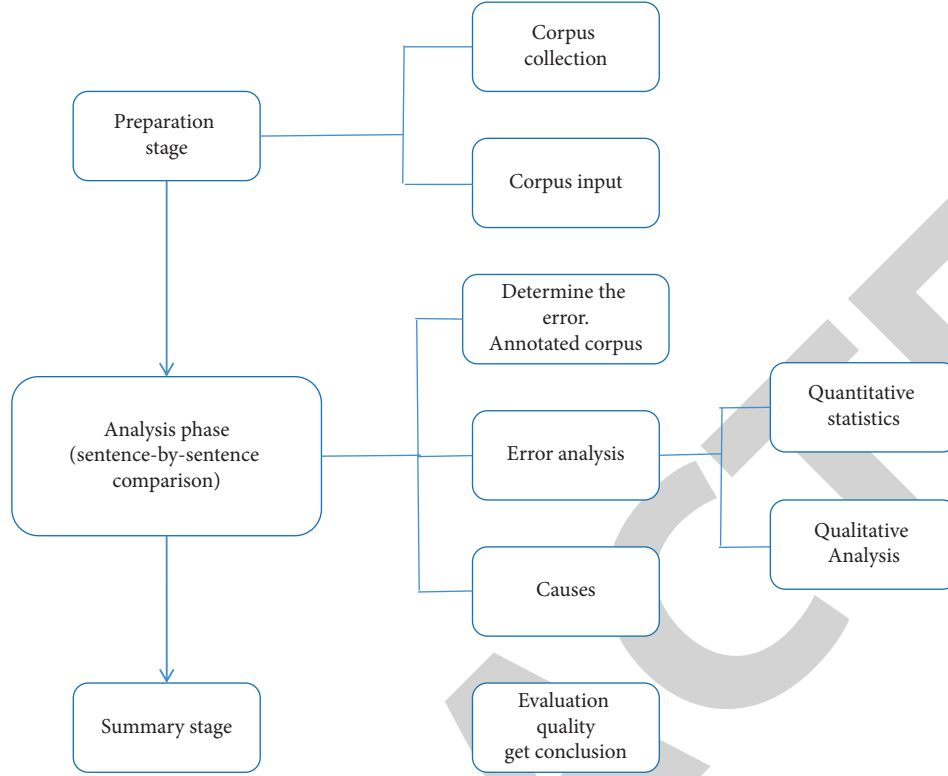 Corpus
collection
Preparation
stage
Corpus input
Determine the
error.
Annotated corpus
Analysis phase
(sentence-by-sentence
comparison)
Error analysis
Quantitative
statistics
Qualitative
Analysis
Causes
Summary stage
Evaluation
quality
get conclusion